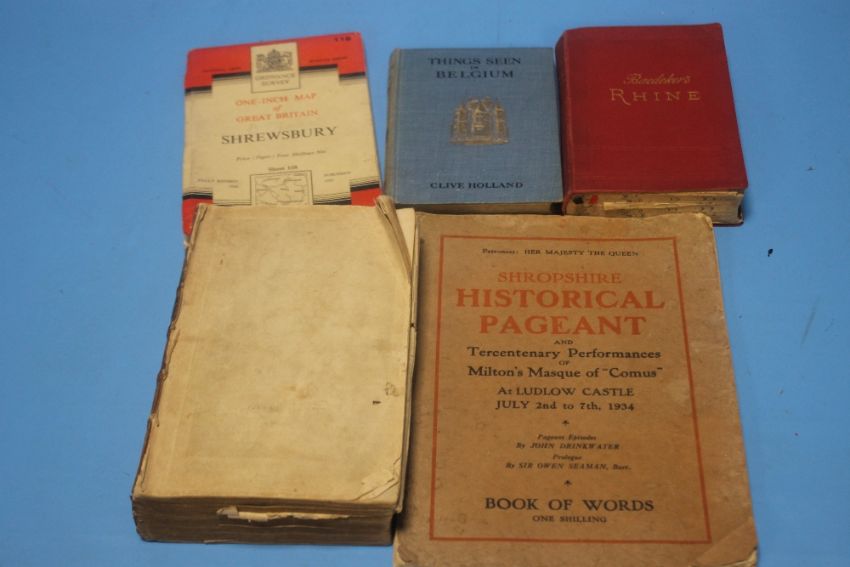 118
ORDNANCE
SURVEY
ONE-INCH MAP
of
GREAT BRITAIN
SHREWSBURY
Sheet 118
THINGS SEEN
IN
BELGIUM
CLIVE HOLLAND
Baedeker's
RHINE
Patroness: HER MAJESTY THE QUEEN
SHROPSHIRE
HISTORICAL
PAGEANT
AND
Tercentenary Performances
OF
Milton's Masque of "Comus"
At LUDLOW CASTLE
JULY 2nd to 7th, 1934
Pageant Episodes
By JOHN DRINKWATER
Prologue
By SIR OWEN SEAMAN, Bart.
BOOK OF WORDS
ONE SHILLING